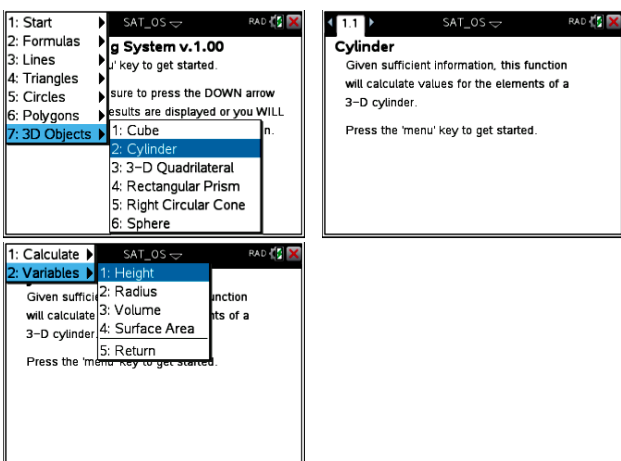 1: Start
2: Formulas
3: Lines
4: Triangles
5: Circles
6: Polygons
7: 3D Objects
SAT_OS
RAD
g System v.1.00
' key to get started.
sure to press the DOWN arrow
results are displayed or you WILL
n.
1: Cube
2: Cylinder
3: 3-D Quadrilateral
4: Rectangular Prism
5: Right Circular Cone
6: Sphere
1.1
SAT_OS
RAD
Cylinder
Given sufficient information, this function
will calculate values for the elements of a
3-D cylinder.
Press the 'menu' key to get started.
1: Calculate
2: Variables
SAT_OS
RAD
1: Height
2: Radius
3: Volume
4: Surface Area
5: Return
Given suffici unction
will calculate nts of a
3-D cylinder
Press the 'menu' key to get started.